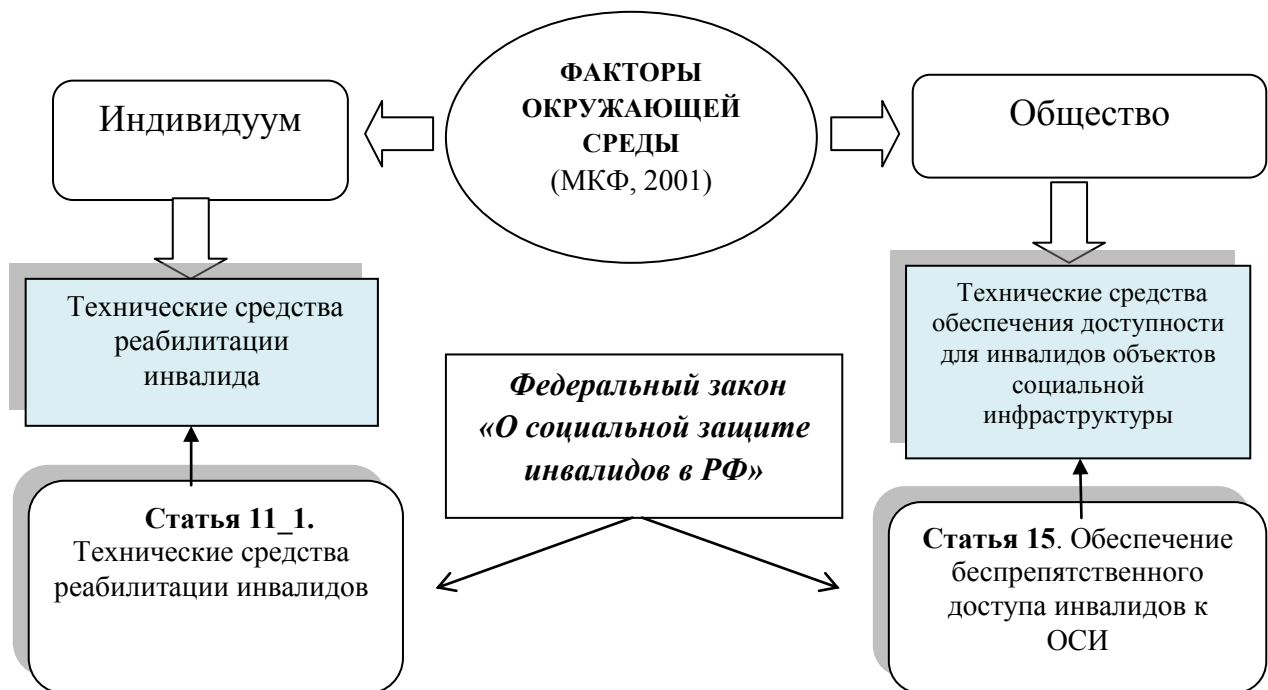 ФАКТОРЫ
ОКРУЖАЮЩЕЙ
СРЕДЫ
(МКФ, 2001)
Индивидуум
Общество
Технические средства
реабилитации
инвалида
Технические средства
обеспечения доступности
для инвалидов объектов
социальной
инфраструктуры
Федеральный закон
«О социальной защите
инвалидов в РФ»
Статья 11_1.
Технические средства
реабилитации инвалидов
Статья 15. Обеспечение
беспрепятственного
доступа инвалидов к
ОСИ